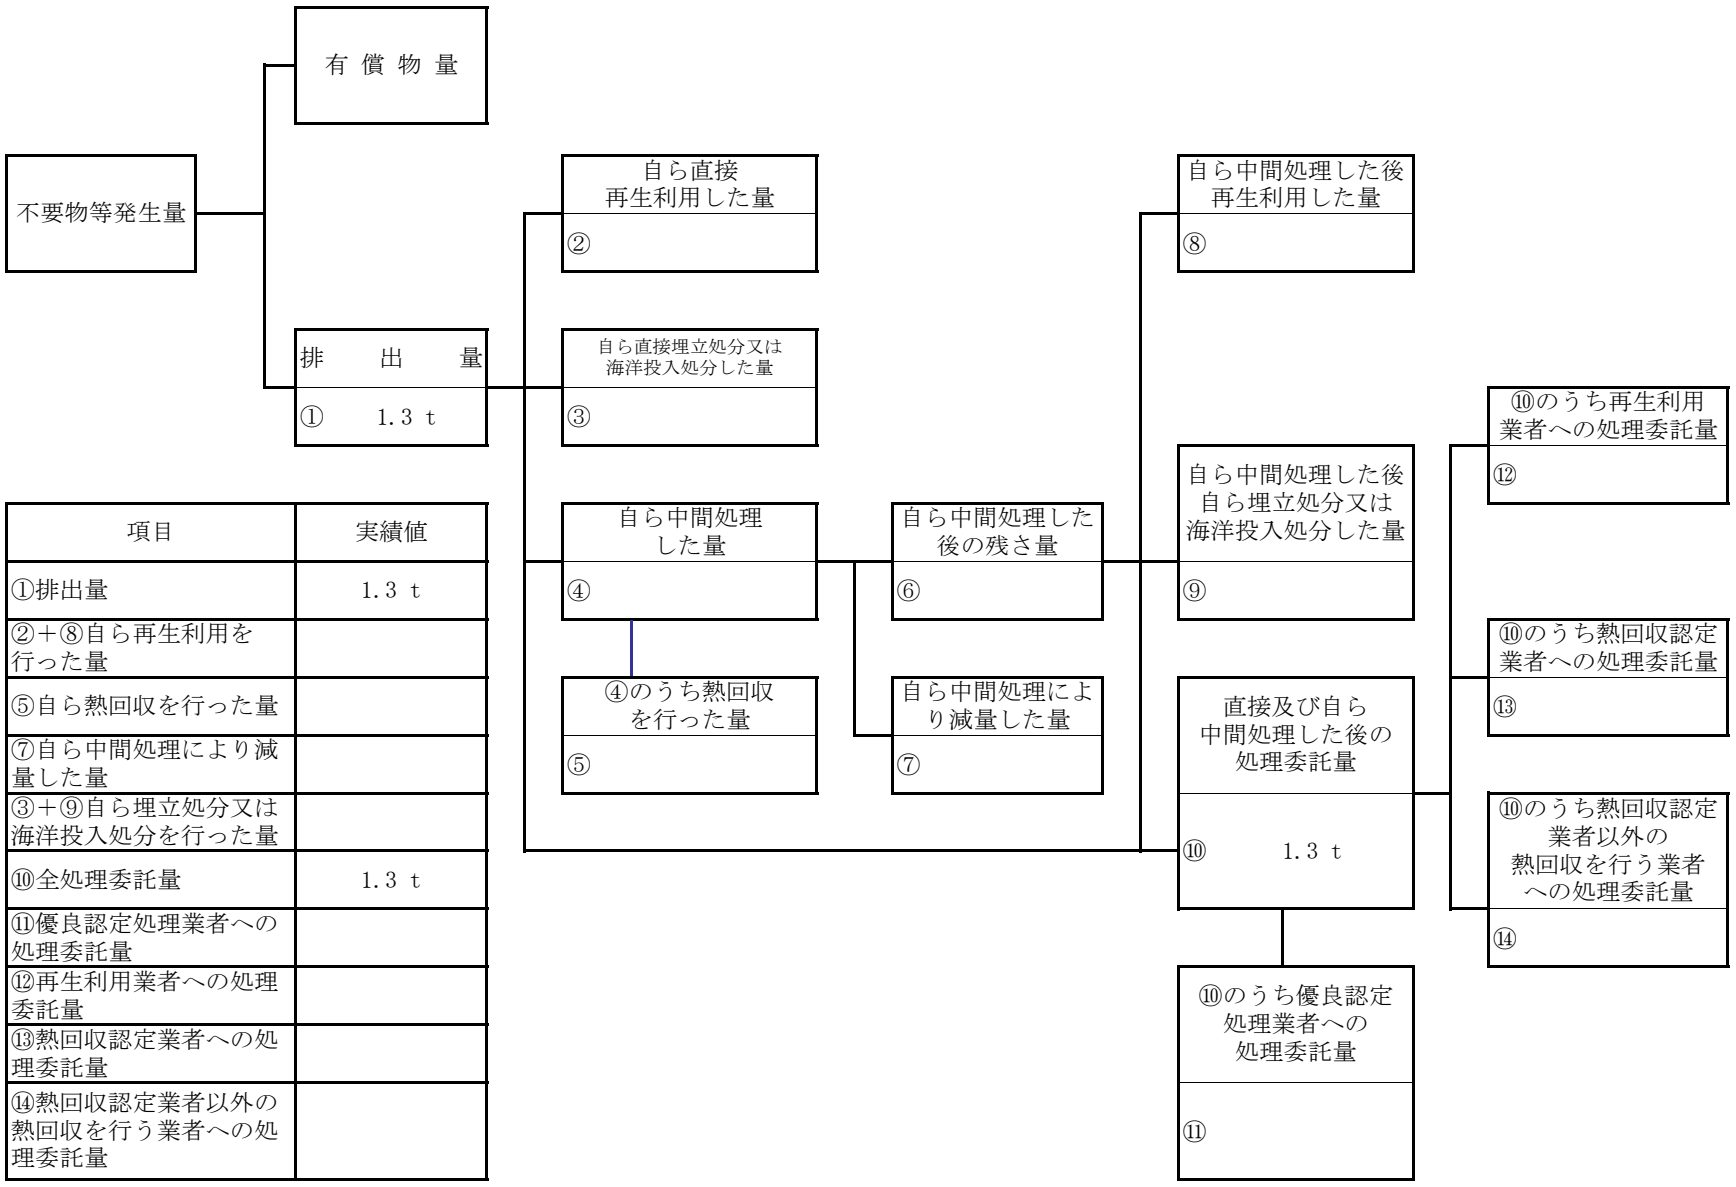 有償物量
不要物等発生量
排出量
① 1.3 t
自ら直接
再生利用した量
②
自ら直接埋立処分又は
海洋投入処分した量
③
自ら中間処理
した量
④
④のうち熱回収
を行った量
⑤
自ら中間処理した
後の残さ量
⑥
自ら中間処理によ
り減量した量
⑦
自ら中間処理した後
再生利用した量
⑧
自ら中間処理した後
自ら埋立処分又は
海洋投入処分した量
⑨
直接及び自ら
中間処理した後の
処理委託量
⑩ 1.3 t
⑩のうち優良認定
処理業者への
処理委託量
⑪
⑩のうち再生利用
業者への処理委託量
⑫
⑩のうち熱回収認定
業者への処理委託量
⑬
⑩のうち熱回収認定
業者以外の
熱回収を行う業者
への処理委託量
⑭
項目 実績値
①排出量 1.3 t
②＋⑧自ら再生利用を
行った量
⑤自ら熱回収を行った量
⑦自ら中間処理により減
量した量
③＋⑨自ら埋立処分又は
海洋投入処分を行った量
⑩全処理委託量 1.3 t
⑪優良認定処理業者への
処理委託量
⑫再生利用業者への処理
委託量
⑬熱回収認定業者への処
理委託量
⑭熱回収認定業者以外の
熱回収を行う業者への処
理委託量